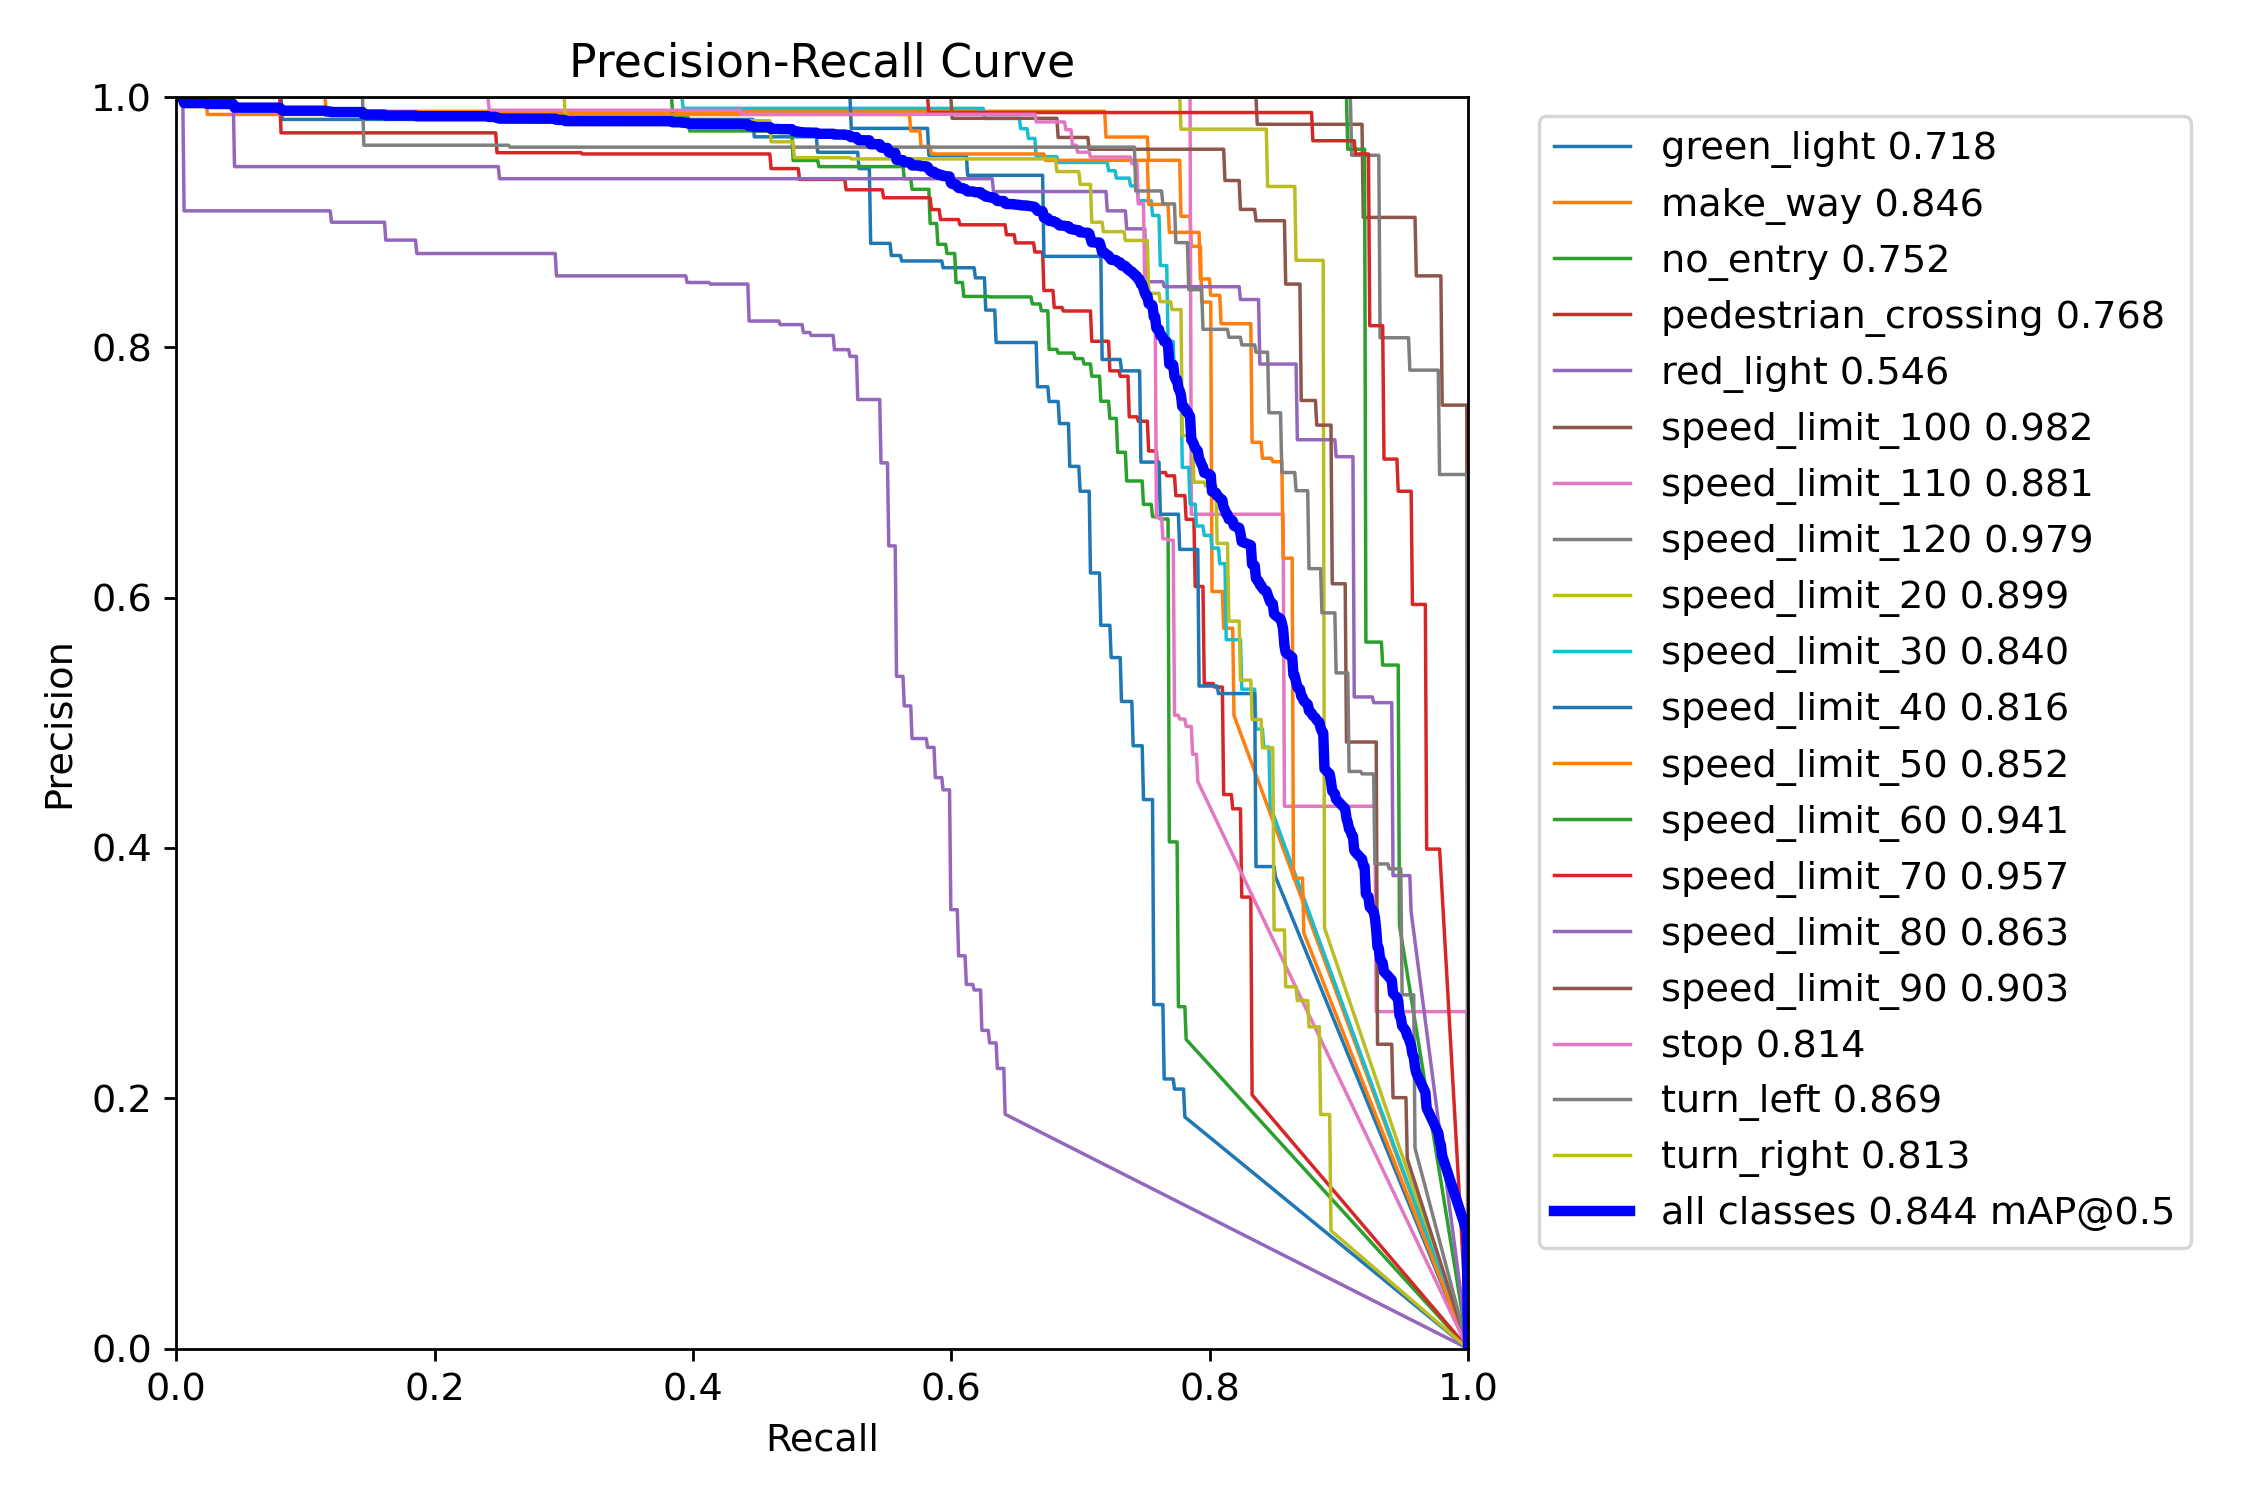 Precision-Recall Curve
1.0
0.8
0.6
0.4
0.2
0.0
Precision
0.0 0.2 0.4 0.6 0.8 1.0
Recall
green_light 0.718
make_way 0.846
no_entry 0.752
pedestrian_crossing 0.768
red_light 0.546
speed_limit_100 0.982
speed_limit_110 0.881
speed_limit_120 0.979
speed_limit_20 0.899
speed_limit_30 0.840
speed_limit_40 0.816
speed_limit_50 0.852
speed_limit_60 0.941
speed_limit_70 0.957
speed_limit_80 0.863
speed_limit_90 0.903
stop 0.814
turn_left 0.869
turn_right 0.813
all classes 0.844 mAP@0.5